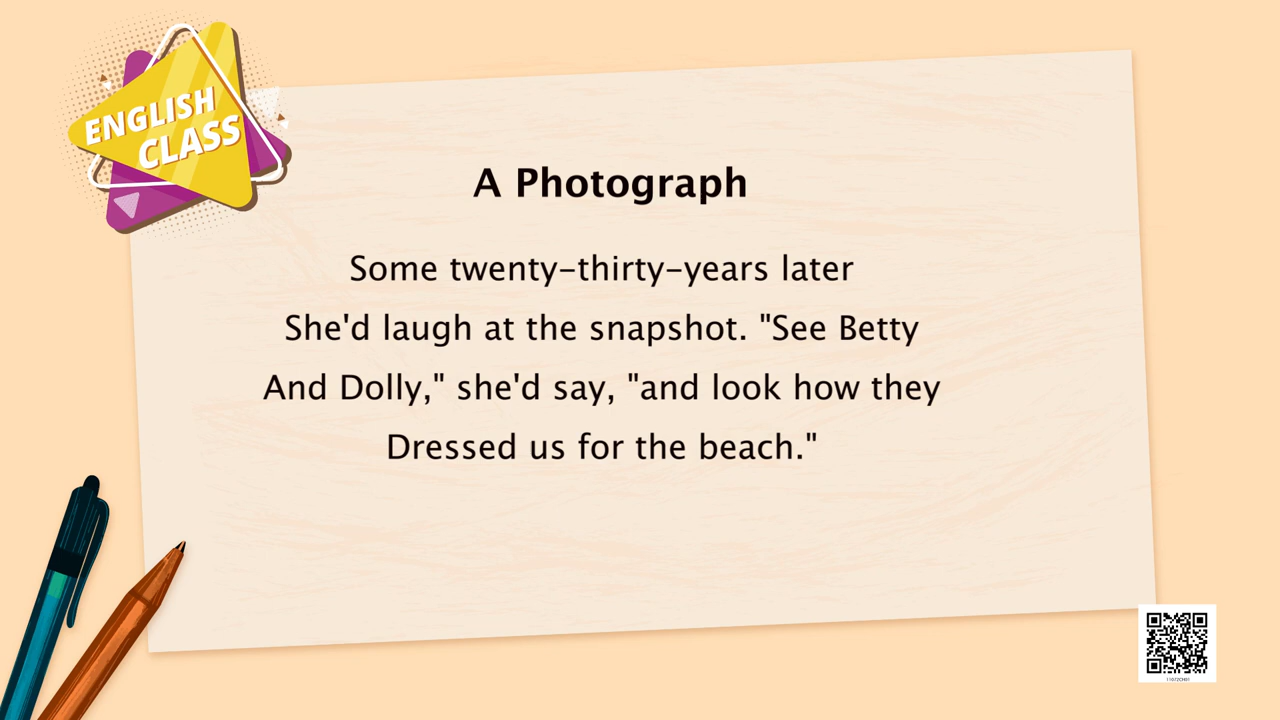 ENGLISH
CLASS
A Photograph
Some twenty-thirty-years later
She'd laugh at the snapshot. "See Betty
And Dolly," she'd say, "and look how they
Dressed us for the beach."
11072CH01